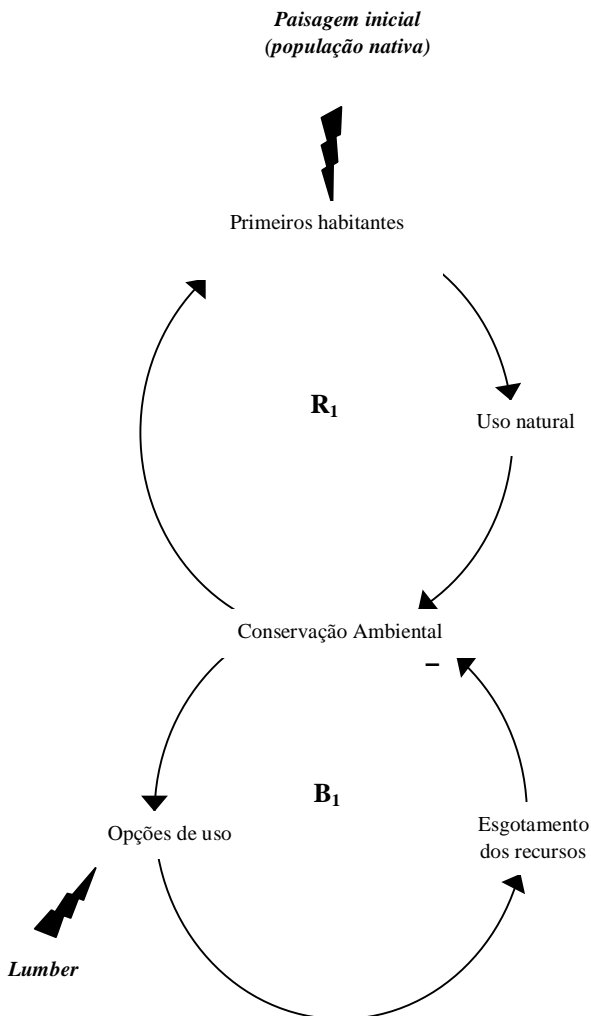 Paisagem inicial
(população nativa)
Primeiros habitantes
R₁
Uso natural
Conservação Ambiental
–
B₁
Opções de uso
Esgotamento
dos recursos
Lumber